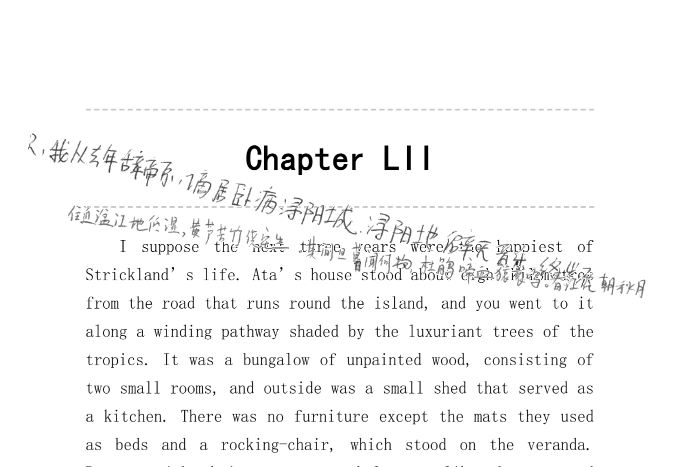 Chapter LII
2、我从去年辞帝京,谪居卧病浔阳城.浔阳地僻无音
住近湓江地低湿,黄芦苦竹绕宅生 其间旦暮闻何物 杜鹃啼 猿哀 春江花朝秋月
I suppose the next three years were the happiest of
Strickland's life. Ata's house stood about eight
from the road that runs round the island, and you went to it
along a winding pathway shaded by the luxuriant trees of the
tropics. It was a bungalow of unpainted wood, consisting of
two small rooms, and outside was a small shed that served as
a kitchen. There was no furniture except the mats they used
as beds and a rocking-chair, which stood on the veranda.